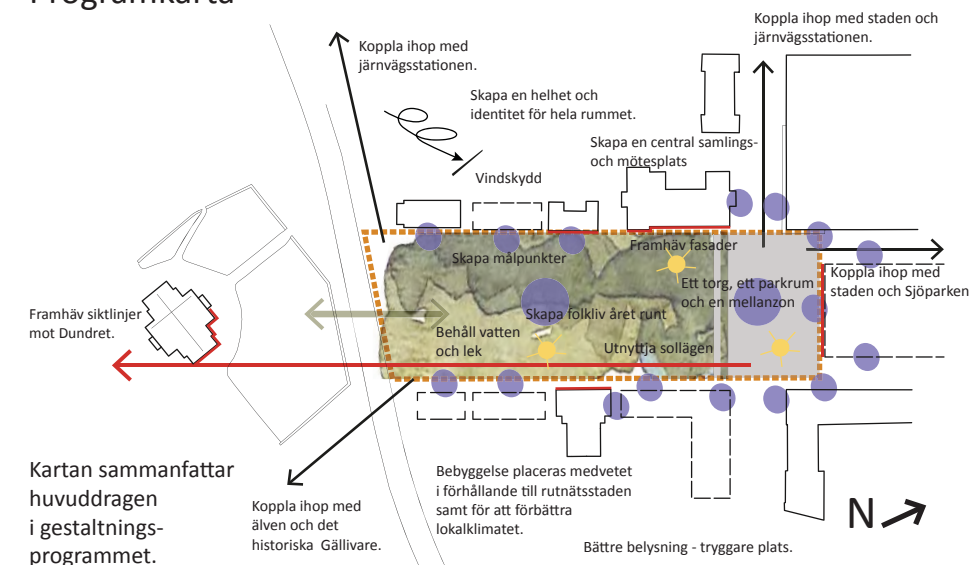 Programkarta
Koppla ihop med staden och
järnvägsstationen.
Koppla ihop med
järnvägsstationen.
Skapa en helhet och
identitet för hela rummet.
Skapa en central samlings-
och mötesplats
Vindskydd
Framhäv fasader
Skapa målpunkter
Koppla ihop med
staden och Sjöparken
Ett torg, ett parkrum
och en mellanzon
Framhäv siktlinjer
mot Dundret.
Skapa folkliv året runt
Behåll vatten
och lek
Utnyttja sollägen
Kartan sammanfattar
huvuddragen
i gestaltnings-
programmet.
Koppla ihop med
älven och det
historiska Gällivare.
Bebyggelse placeras medvetet
i förhållande till rutnätsstaden
samt för att förbättra
lokalklimatet.
N
Bättre belysning - tryggare plats.